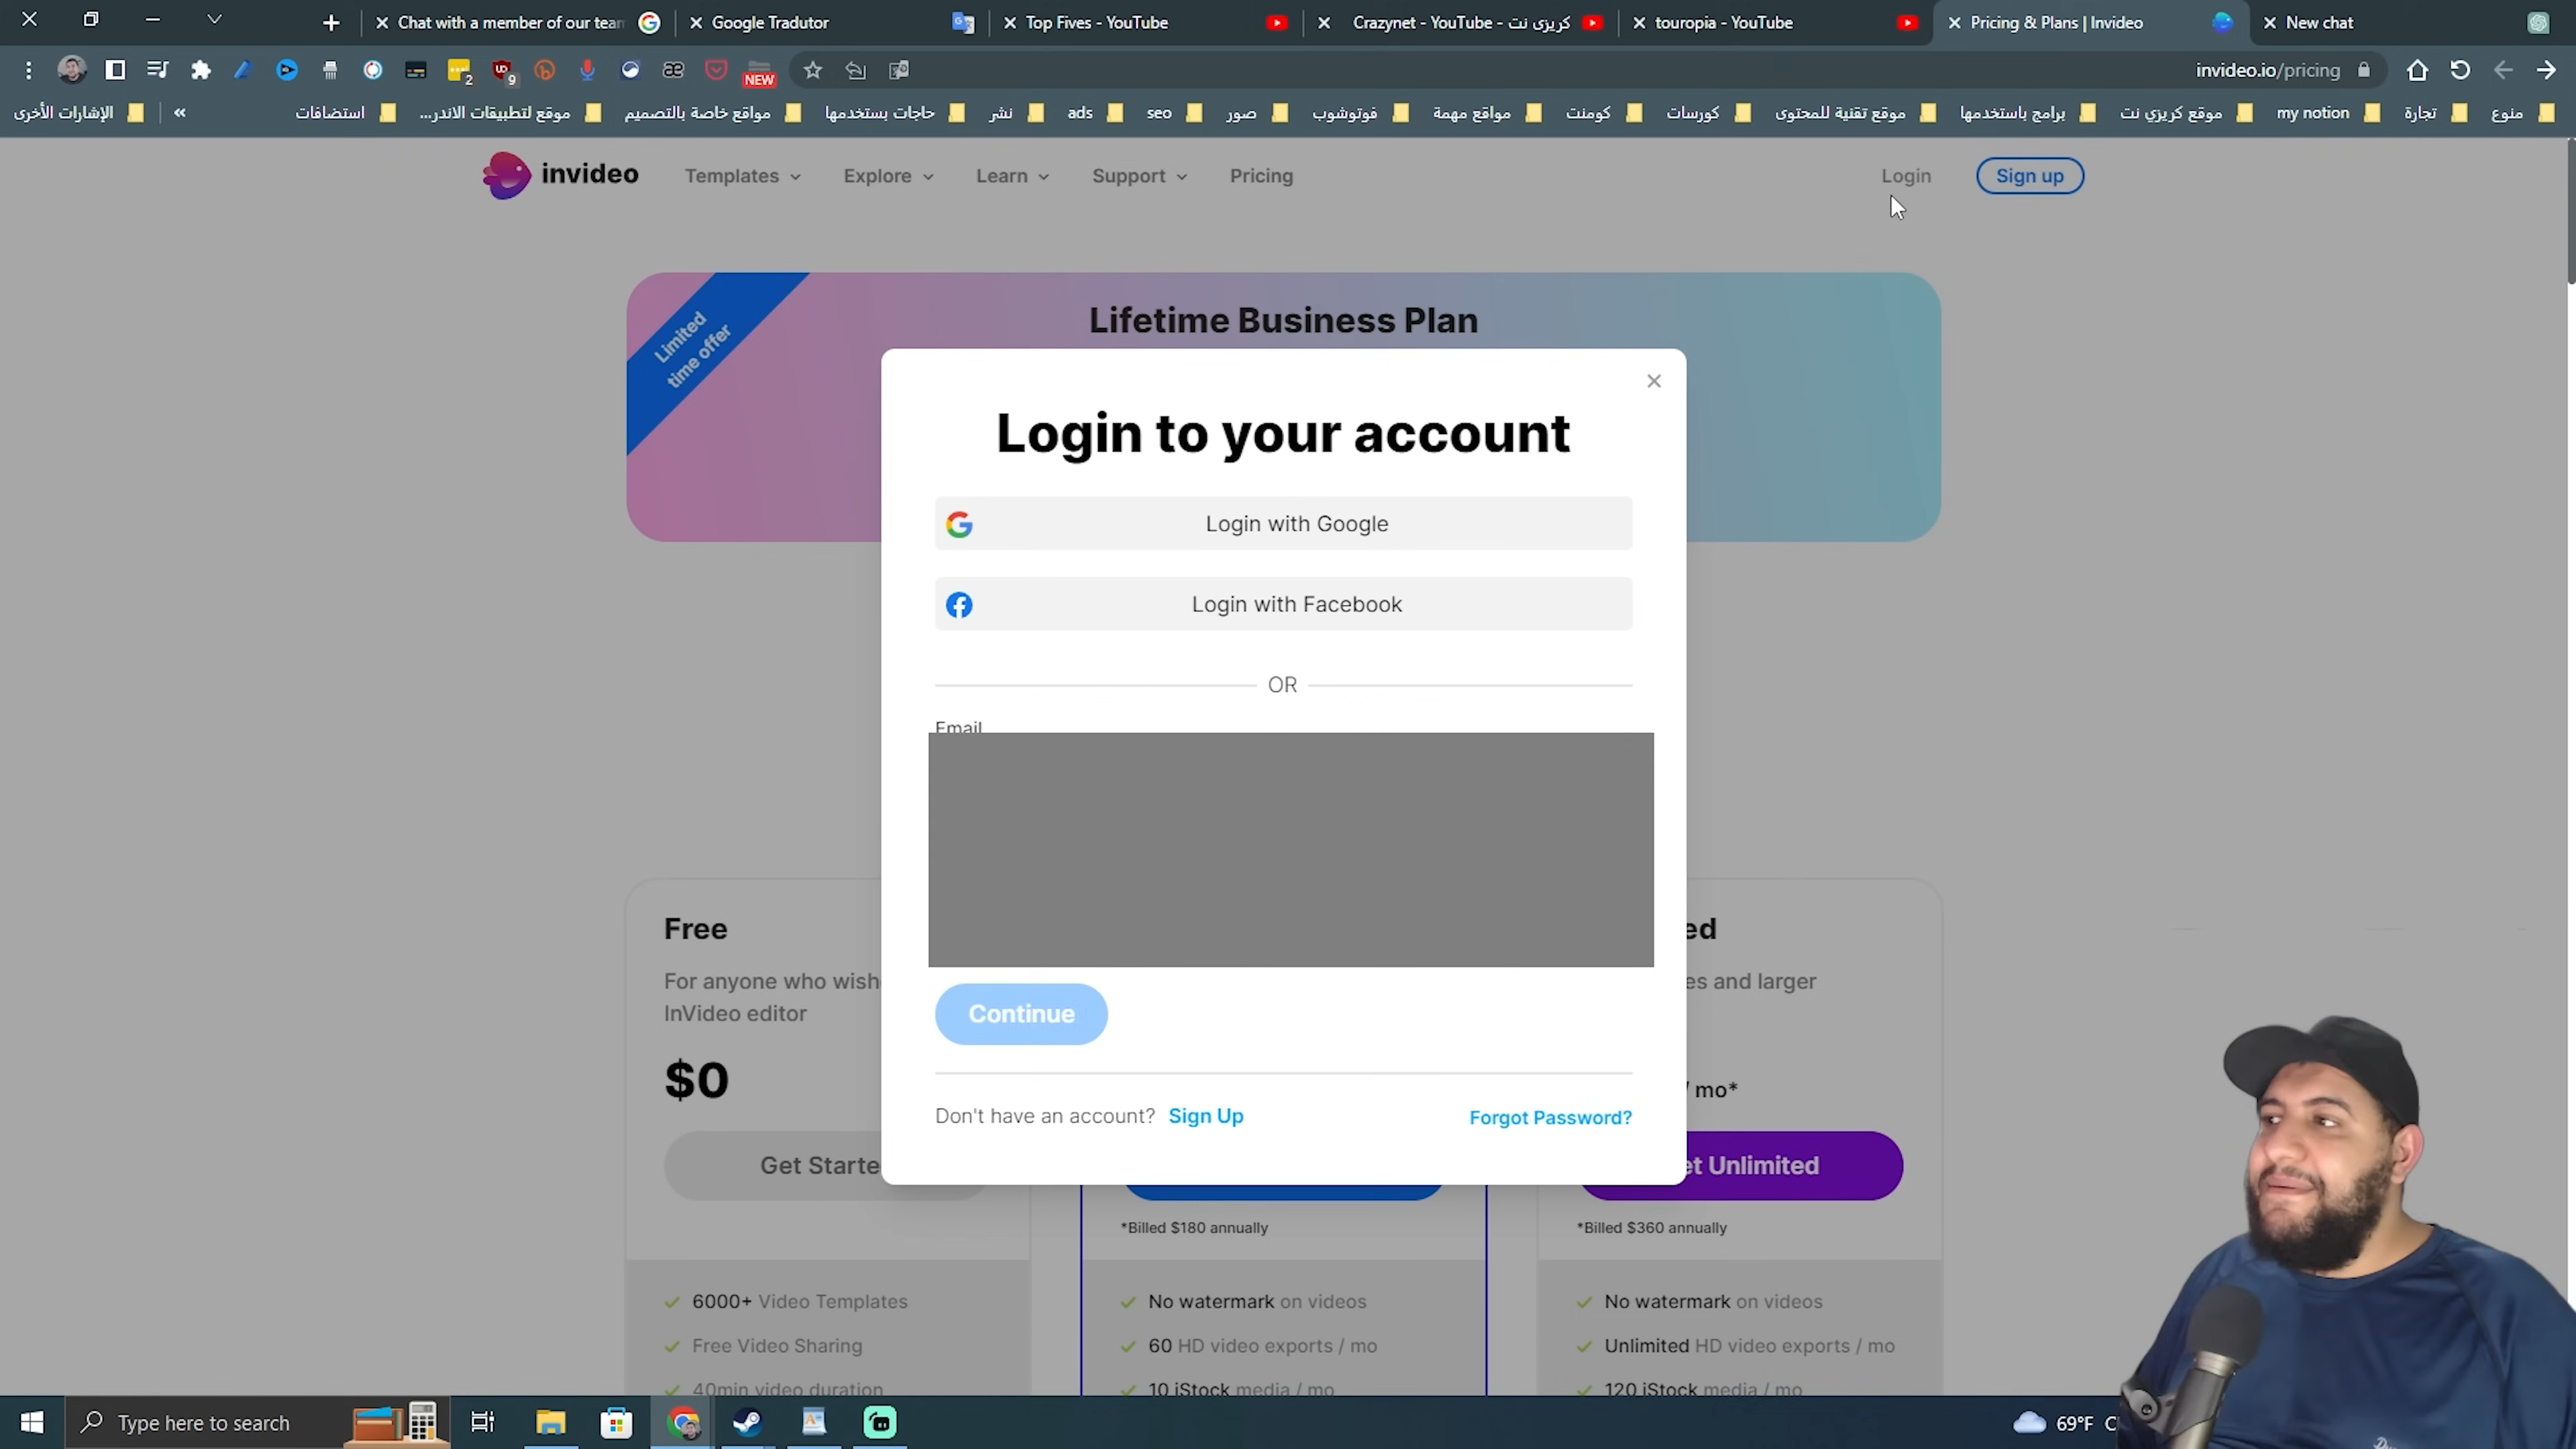 Chat with a member of our team
Google Tradutor
Top Fives - YouTube
Crazynet - YouTube - كريزى نت
touropia - YouTube
Pricing & Plans | Invideo
New chat
2
9
NEW
invideo.io/pricing
الإشارات الأخرى
»
استضافات
موقع لتطبيقات الاندر...
مواقع خاصة بالتصميم
حاجات بستخدمها
نشر
ads
seo
صور
فوتوشوب
مواقع مهمة
كومنت
كورسات
موقع تقنية للمحتوى
برامج باستخدمها
موقع كريزي نت
my notion
تجارة
منوع
invideo
Templates
Explore
Learn
Support
Pricing
Login
Sign up
Limited
time offer
Lifetime Business Plan
Login to your account
Login with Google
Login with Facebook
OR
Email
Continue
Don't have an account? Sign Up
Forgot Password?
Free
For anyone who wish
InVideo editor
$0
Get Starte
ed
es and larger
/ mo*
et Unlimited
*Billed $180 annually
*Billed $360 annually
6000+ Video Templates
Free Video Sharing
40min video duration
No watermark on videos
60 HD video exports / mo
10 iStock media / mo
No watermark on videos
Unlimited HD video exports / mo
120 iStock media / mo
Type here to search
69°F